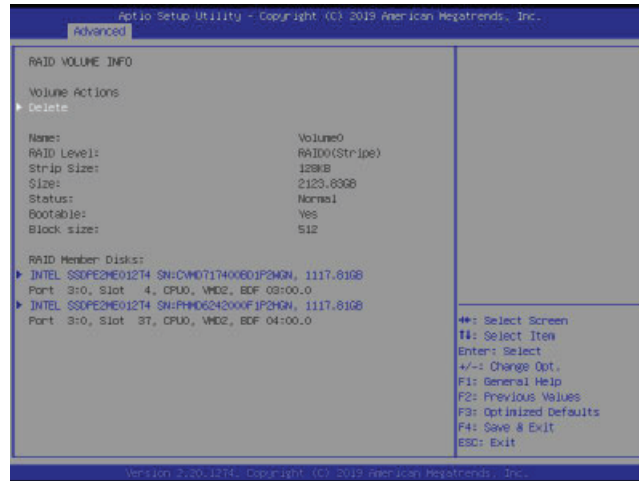 Aptio Setup Utility - Copyright (C) 2019 American Megatrends, Inc.
Advanced
RAID VOLUME INFO
Volume Actions
Delete
Name: Volume0
RAID Level: RAID0(Stripe)
Strip Size: 128KB
Size: 2123.83GB
Status: Normal
Bootable: Yes
Block size: 512
RAID Member Disks:
INTEL SSDPE2ME012T4 SN:CVMD717400BD1P2MGN, 1117.81GB
Port 3:0, Slot 4, CPU0, VMD2, BDF 03:00.0
INTEL SSDPE2ME012T4 SN:PHMD6242000F1P2HGN, 1117.81GB
Port 3:0, Slot 37, CPU0, VMD2, BDF 04:00.0
: Select Screen
: Select Item
Enter: Select
+/-: Change Opt.
F1: General Help
F2: Previous Values
F3: Optimized Defaults
F4: Save & Exit
ESC: Exit
Version 2.20.1274. Copyright (C) 2019 American Megatrends, Inc.